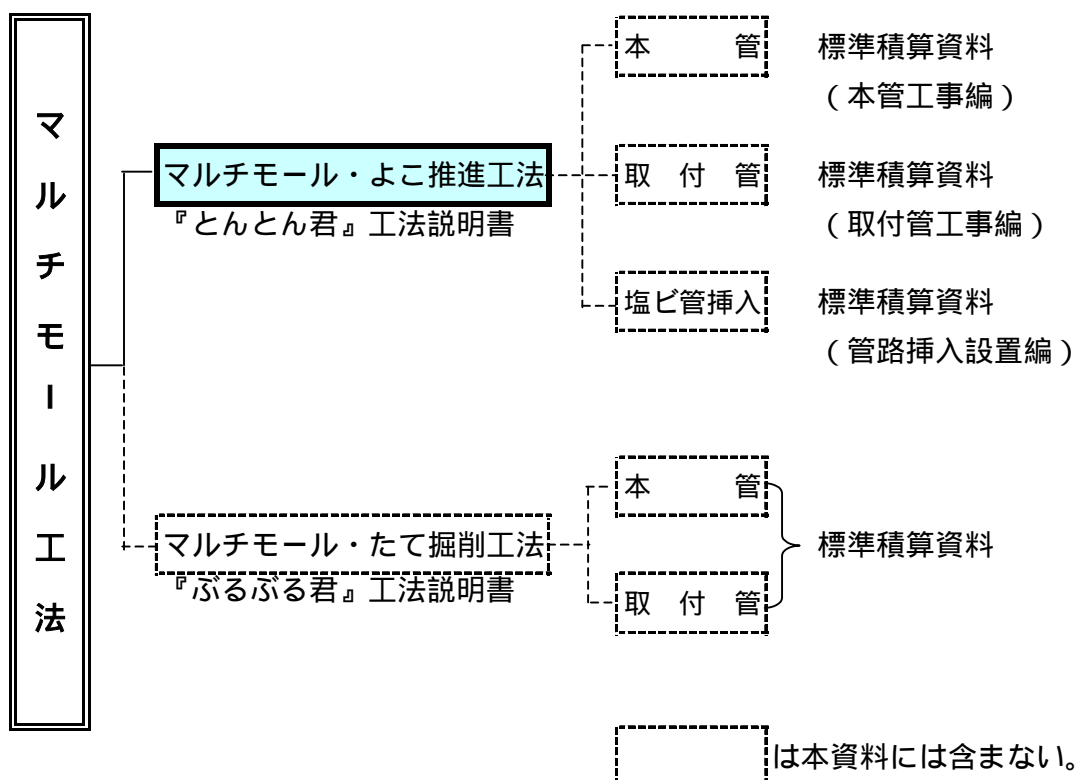 マルチモール工法
マルチモール・よこ推進工法
『とんとん君』工法説明書
本　　　管　標準積算資料
（本管工事編）
取　付　管　標準積算資料
（取付管工事編）
塩ビ管挿入　標準積算資料
（管路挿入設置編）
マルチモール・たて掘削工法
『ぶるぶる君』工法説明書
本　　　管
標準積算資料
取　付　管
は本資料には含まない。